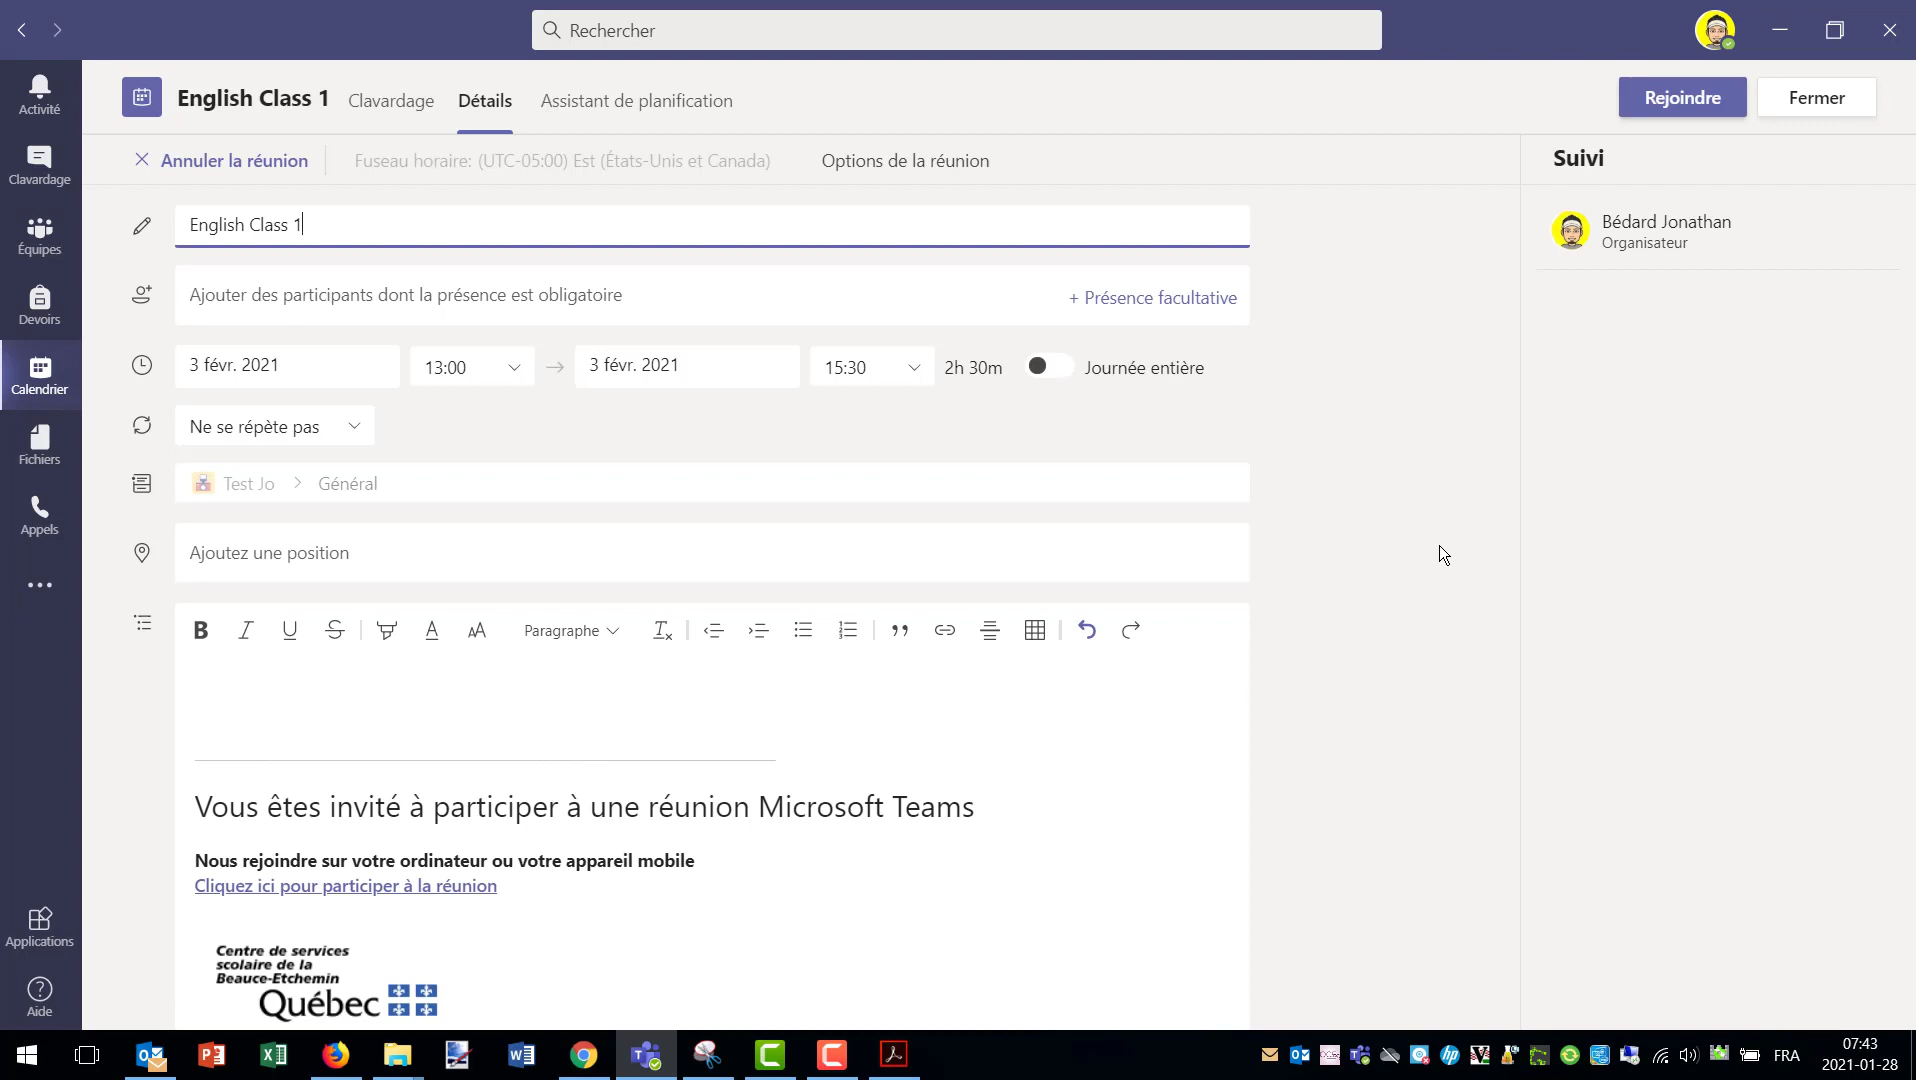 Rechercher
Activité
Clavardage
Équipes
Devoirs
Calendrier
Fichiers
Appels
Applications
Aide
English Class 1
Clavardage
Détails
Assistant de planification
Rejoindre
Fermer
Annuler la réunion
Fuseau horaire: (UTC-05:00) Est (États-Unis et Canada)
Options de la réunion
Suivi
Bédard Jonathan
Organisateur
English Class 1
Ajouter des participants dont la présence est obligatoire
+ Présence facultative
3 févr. 2021
13:00
3 févr. 2021
15:30
2h 30m
Journée entière
Ne se répète pas
Test Jo > Général
Ajoutez une position
Paragraphe
Vous êtes invité à participer à une réunion Microsoft Teams
Nous rejoindre sur votre ordinateur ou votre appareil mobile
Cliquez ici pour participer à la réunion
Centre de services
scolaire de la
Beauce-Etchemin
Québec
FRA
07:43
2021-01-28